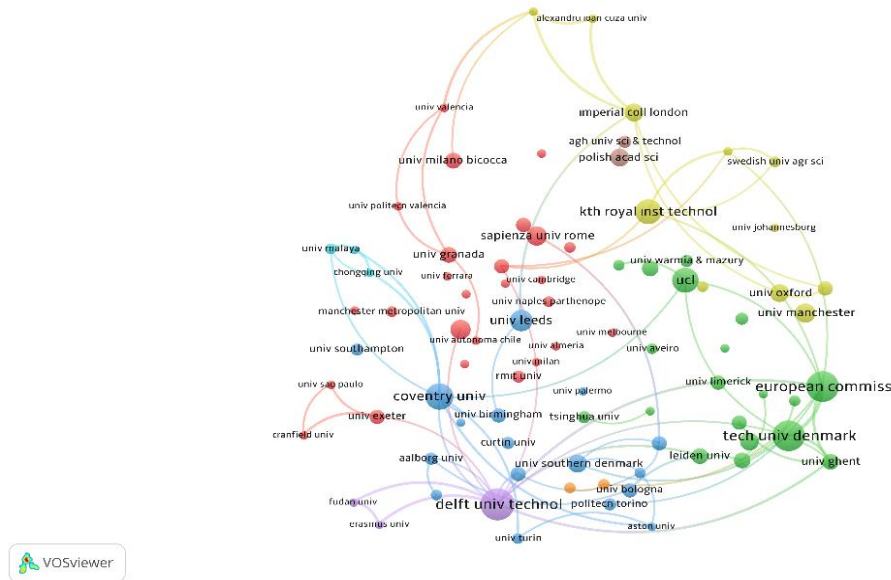 alexandru ioan cuza univ
univ valencia
imperial coll london
agh univ sci & technol
polish acad sci
univ milano bicocca
swedish univ agr sci
univ politecn valencia
kth royal inst technol
univ johannesburg
sapienza univ rome
univ malaya
univ granada
univ warmia & mazury
chongqing univ
univ ferrara
univ cambridge
ucl
univ oxford
univ naples parthenope
manchester metropolitan univ
univ manchester
univ leeds
univ melbourne
univ autonoma chile
univ almeria
univ southampton
univ aveiro
univ milan
rmit univ
univ sao paulo
univ limerick
european commiss
univ palermo
coventry univ
univ exeter
univ birmingham
tsinghua univ
cranfield univ
curtin univ
tech univ denmark
aalborg univ
univ southern denmark
leiden univ
univ ghent
univ bologna
fudan univ
delft univ technol
politecn torino
erasmus univ
aston univ
univ turin
VOSviewer